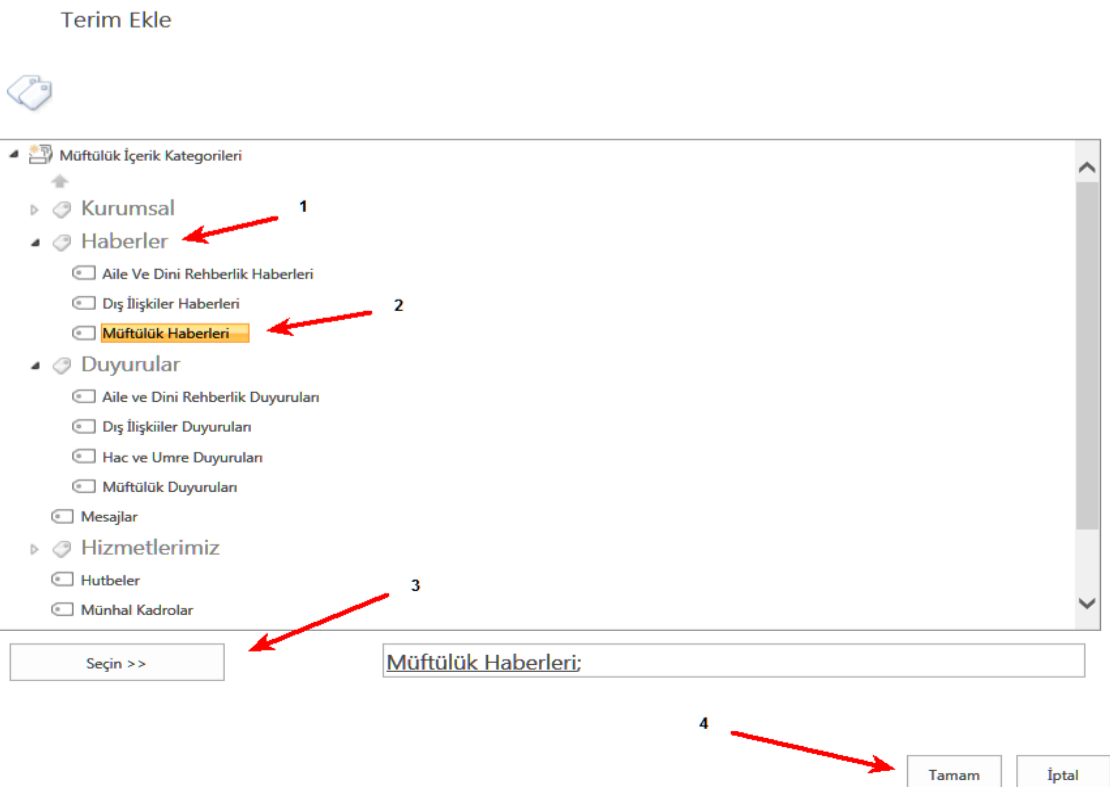 Terim Ekle
Müftülük İçerik Kategorileri
Kurumsal
1
Haberler
Aile Ve Dini Rehberlik Haberleri
Dış İlişkiler Haberleri
2
Müftülük Haberleri
Duyurular
Aile ve Dini Rehberlik Duyuruları
Dış İlişkiiler Duyuruları
Hac ve Umre Duyuruları
Müftülük Duyuruları
Mesajlar
Hizmetlerimiz
Hutbeler
3
Münhal Kadrolar
Seçin >> Müftülük Haberleri;
4
Tamam İptal